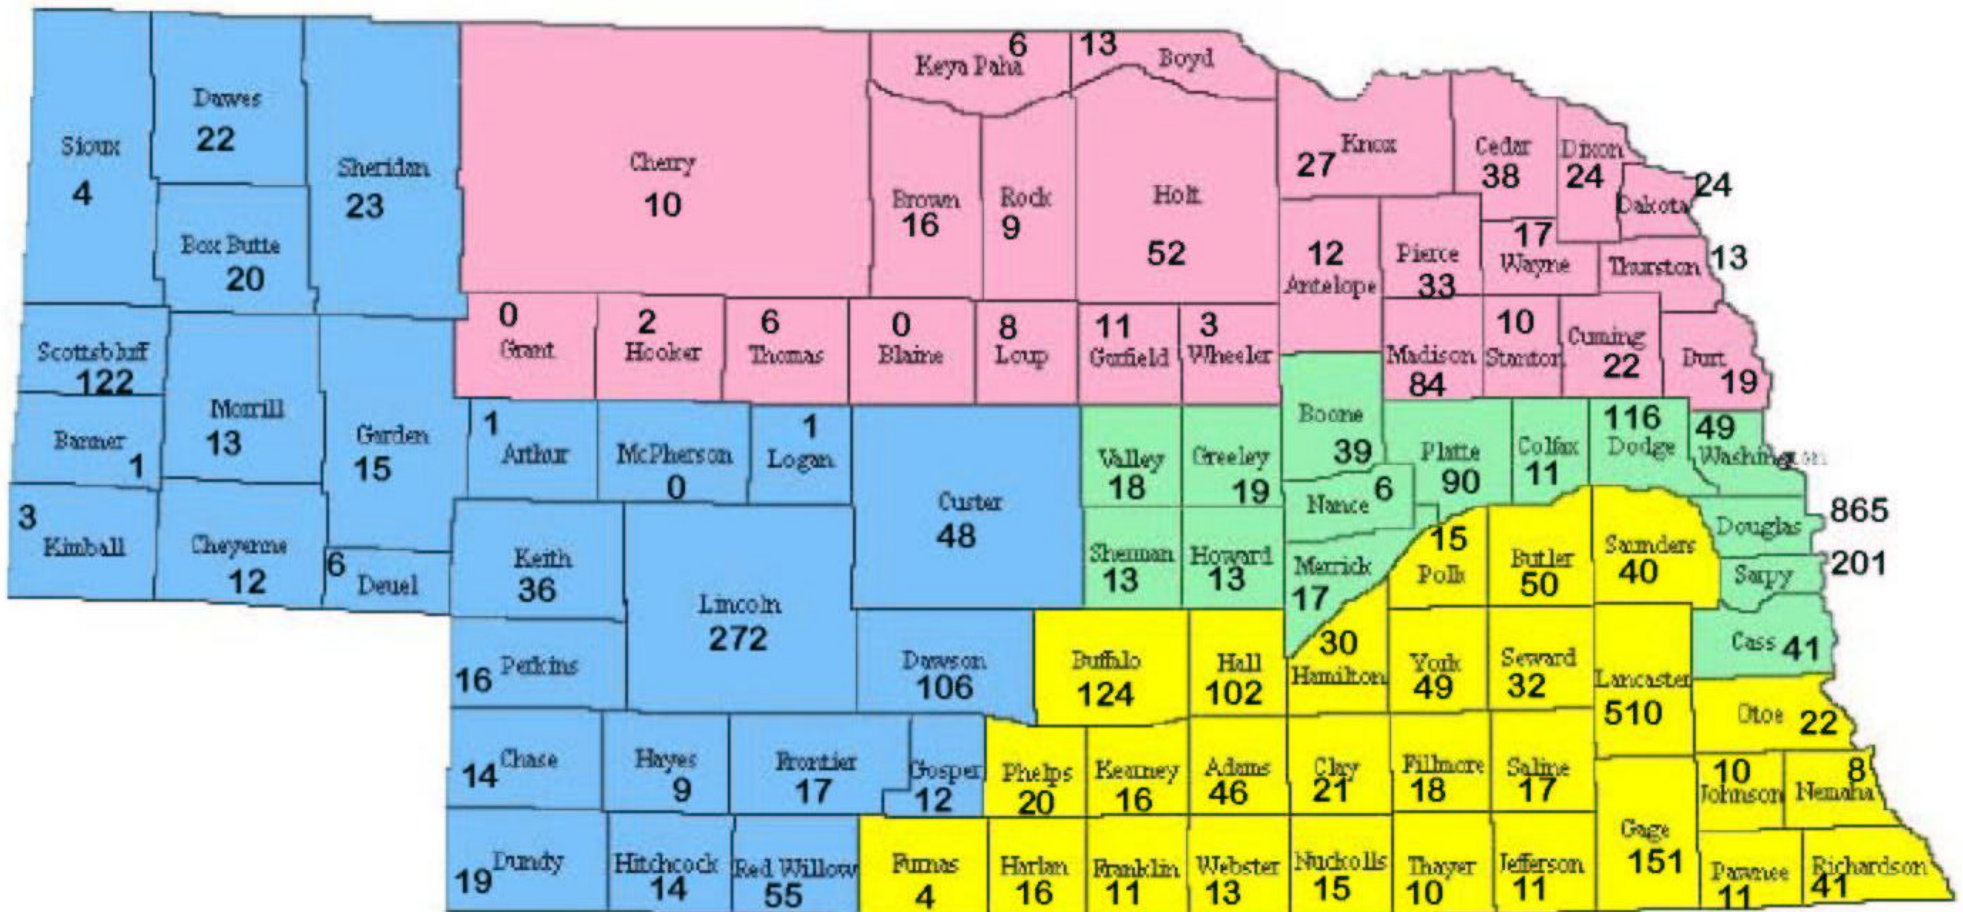 Sioux
4
Dawes
22
Box Butte
20
Sheridan
23
Scottsbluff
122
Banner
1
3
Kimball
Morrill
13
Cheyenne
12
Garden
15
6
Deuel
Cherry
10
Keya Paha
6
13
Boyd
Brown
16
Rock
9
Holt
52
Knox
27
Cedar
38
Dixon
24
24
Dakota
12
Antelope
Pierce
33
17
Wayne
Thurston
13
0
Grant
2
Hooker
6
Thomas
0
Blaine
8
Loup
11
Garfield
3
Wheeler
Madison
84
10
Stanton
Cuming
22
Burt
19
1
Arthur
McPherson
0
1
Logan
Custer
48
Valley
18
Greeley
19
Boone
39
Nance
6
Platte
90
Colfax
11
116
Dodge
49
Washington
Keith
36
Lincoln
272
Sherman
13
Howard
13
Merrick
17
15
Polk
Butler
50
Saunders
40
Douglas
865
Sarpy
201
Cass 41
16 Perkins
Dawson
106
Buffalo
124
Hall
102
30
Hamilton
York
49
Seward
32
Lancaster
510
Otoe 22
Chase
14
Hayes
9
Frontier
17
Gosper
12
Phelps
20
Kearney
16
Adams
46
Clay
21
Fillmore
18
Saline
17
10
Johnson
8
Nemaha
Dundy
19
Hitchcock
14
Red Willow
55
Furnas
4
Harlan
16
Franklin
11
Webster
13
Nuckolls
15
Thayer
10
Jefferson
11
Gage
151
Pawnee
11
Richardson
41